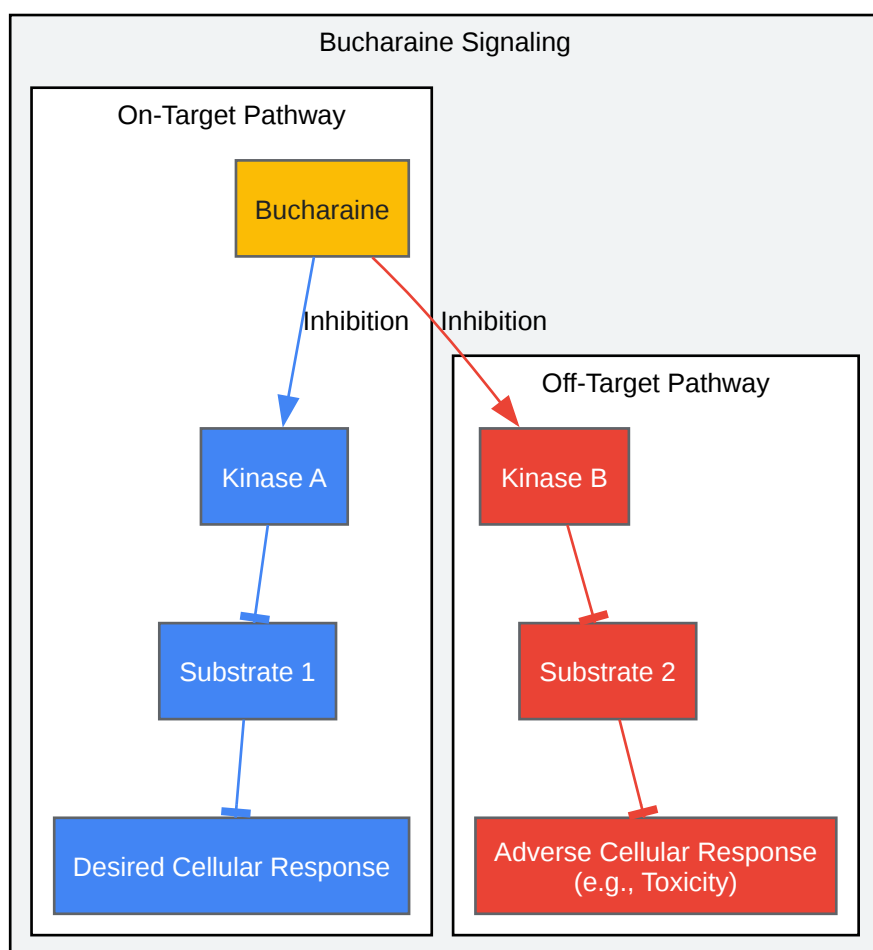 Bucharaine Signaling
On-Target Pathway
Bucharaine
Inhibition
Inhibition
Off-Target Pathway
Kinase A
Kinase B
Substrate 1
Substrate 2
Desired Cellular Response
Adverse Cellular Response
(e.g., Toxicity)